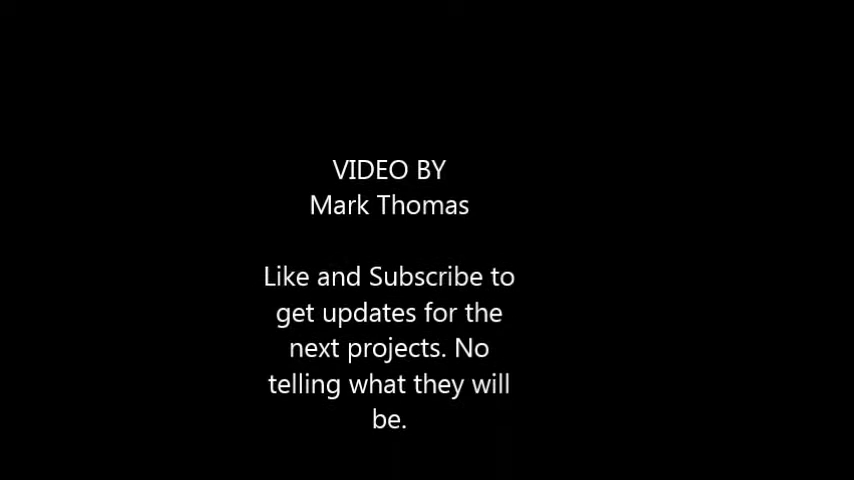 VIDEO BY
Mark Thomas
Like and Subscribe to
get updates for the
next projects. No
telling what they will
be.